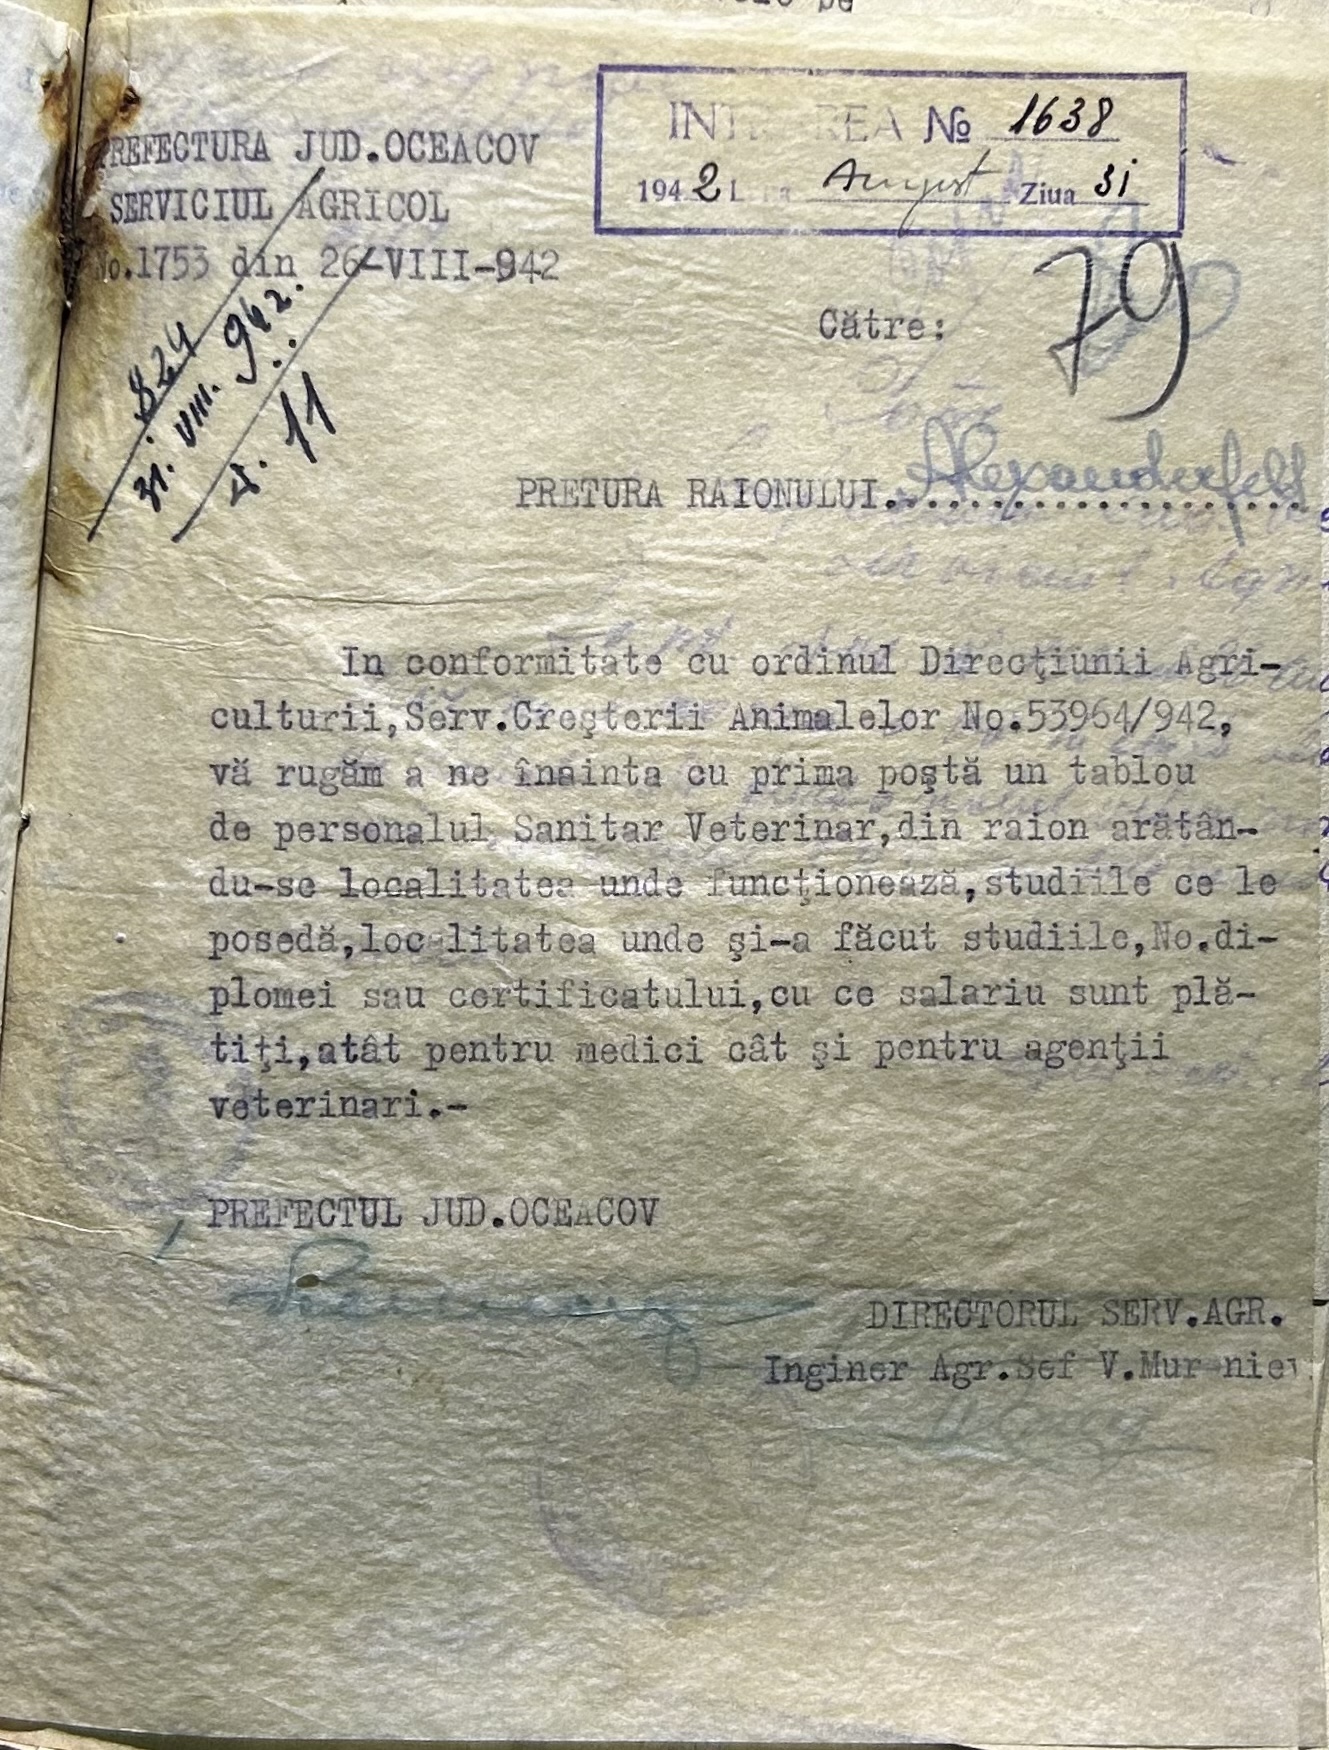 PREFECTURA JUD.OCEACOV
SERVICIUL AGRICOL
No.1753 din 26-VIII-942
INTRAREA № 1638
1942 Luna August Ziua 31
824
31. VIII. 942.
11
79
Către:
PRETURA RAIONULUI Alexanderfeld
In conformitate cu ordinul Direcţiunii Agri-
culturii,Serv.Creşterii Animalelor No.53964/942,
vă rugăm a ne înainta cu prima poştă un tablou
de personalul Sanitar Veterinar,din raion arătân-
du-se localitatea unde funcţionează,studiile ce le
posedă,localitatea unde şi-a făcut studiile,No.di-
plomei sau certificatului,cu ce salariu sunt plă-
tiţi,atât pentru medici cât şi pentru agenţii
veterinari.-
PREFECTUL JUD.OCEACOV
DIRECTORUL SERV.AGR.
Inginer Agr.Sef V.